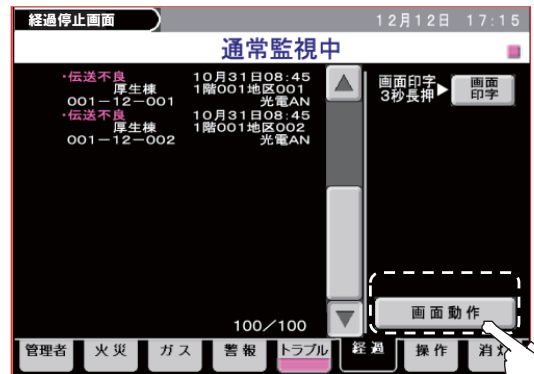 経過停止画面
12月12日 17:15
通常監視中
・伝送不良 10月31日08:45
厚生棟 1階001地区001
001-12-001 光電AN
・伝送不良 10月31日08:45
厚生棟 1階001地区002
001-12-002 光電AN
画面印字
3秒長押▶
画面
印字
100/100
画面動作
管理者 火災 ガス 警報 トラブル 経過 操作 消